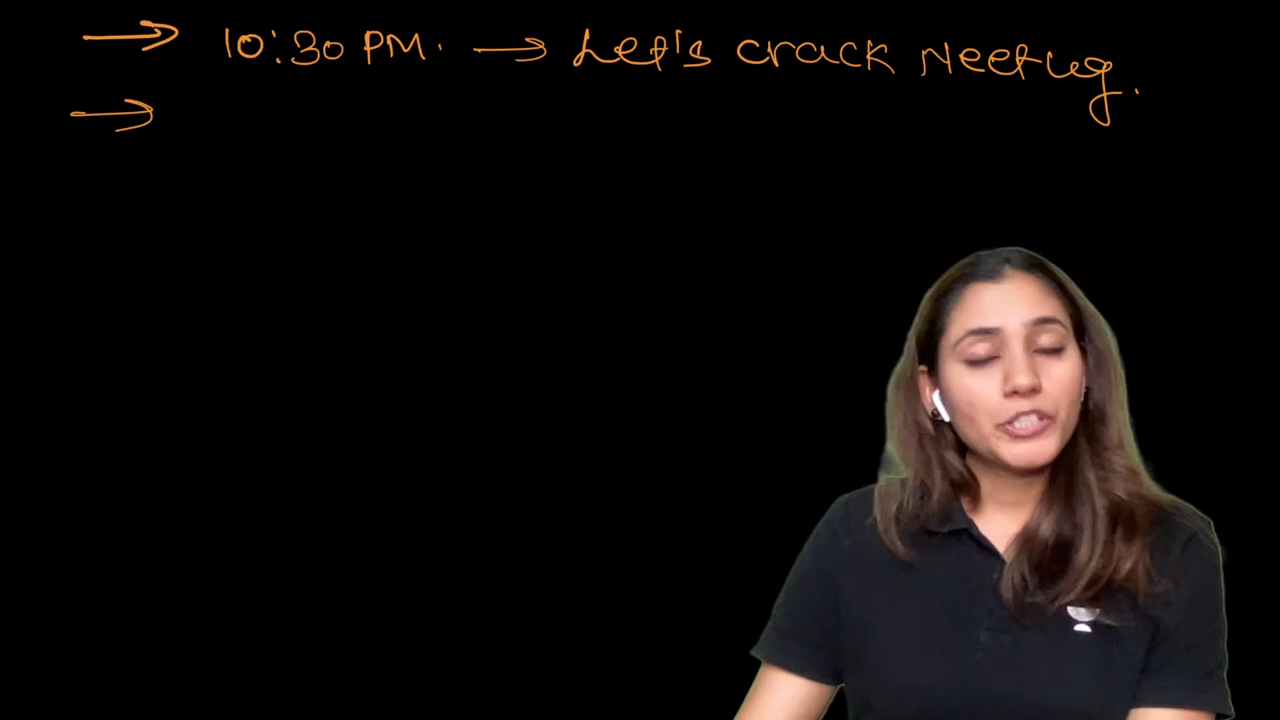 → 10:30 PM. → Let's crack Neetug.
→